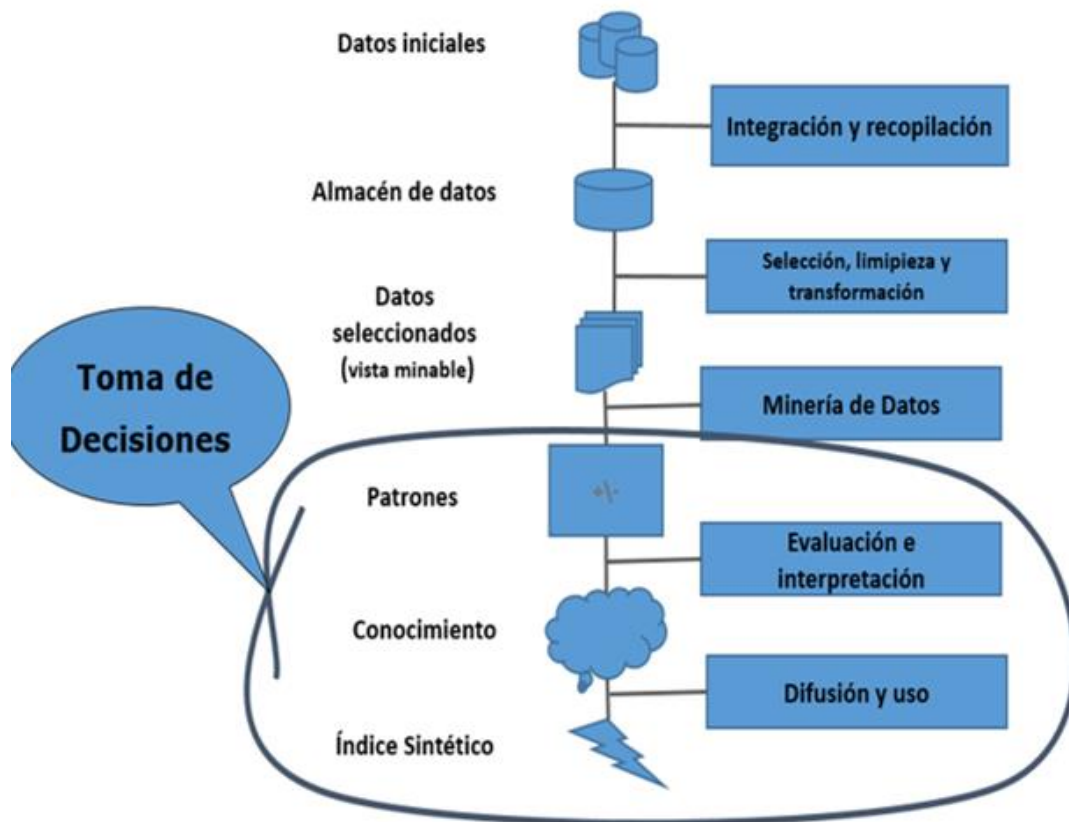 Datos iniciales
Integración y recopilación
Almacén de datos
Selección, limipieza y
transformación
Datos
seleccionados
(vista minable)
Toma de
Decisiones
Minería de Datos
Patrones
+/-
Evaluación e
interpretación
Conocimiento
Difusión y uso
Índice Sintético